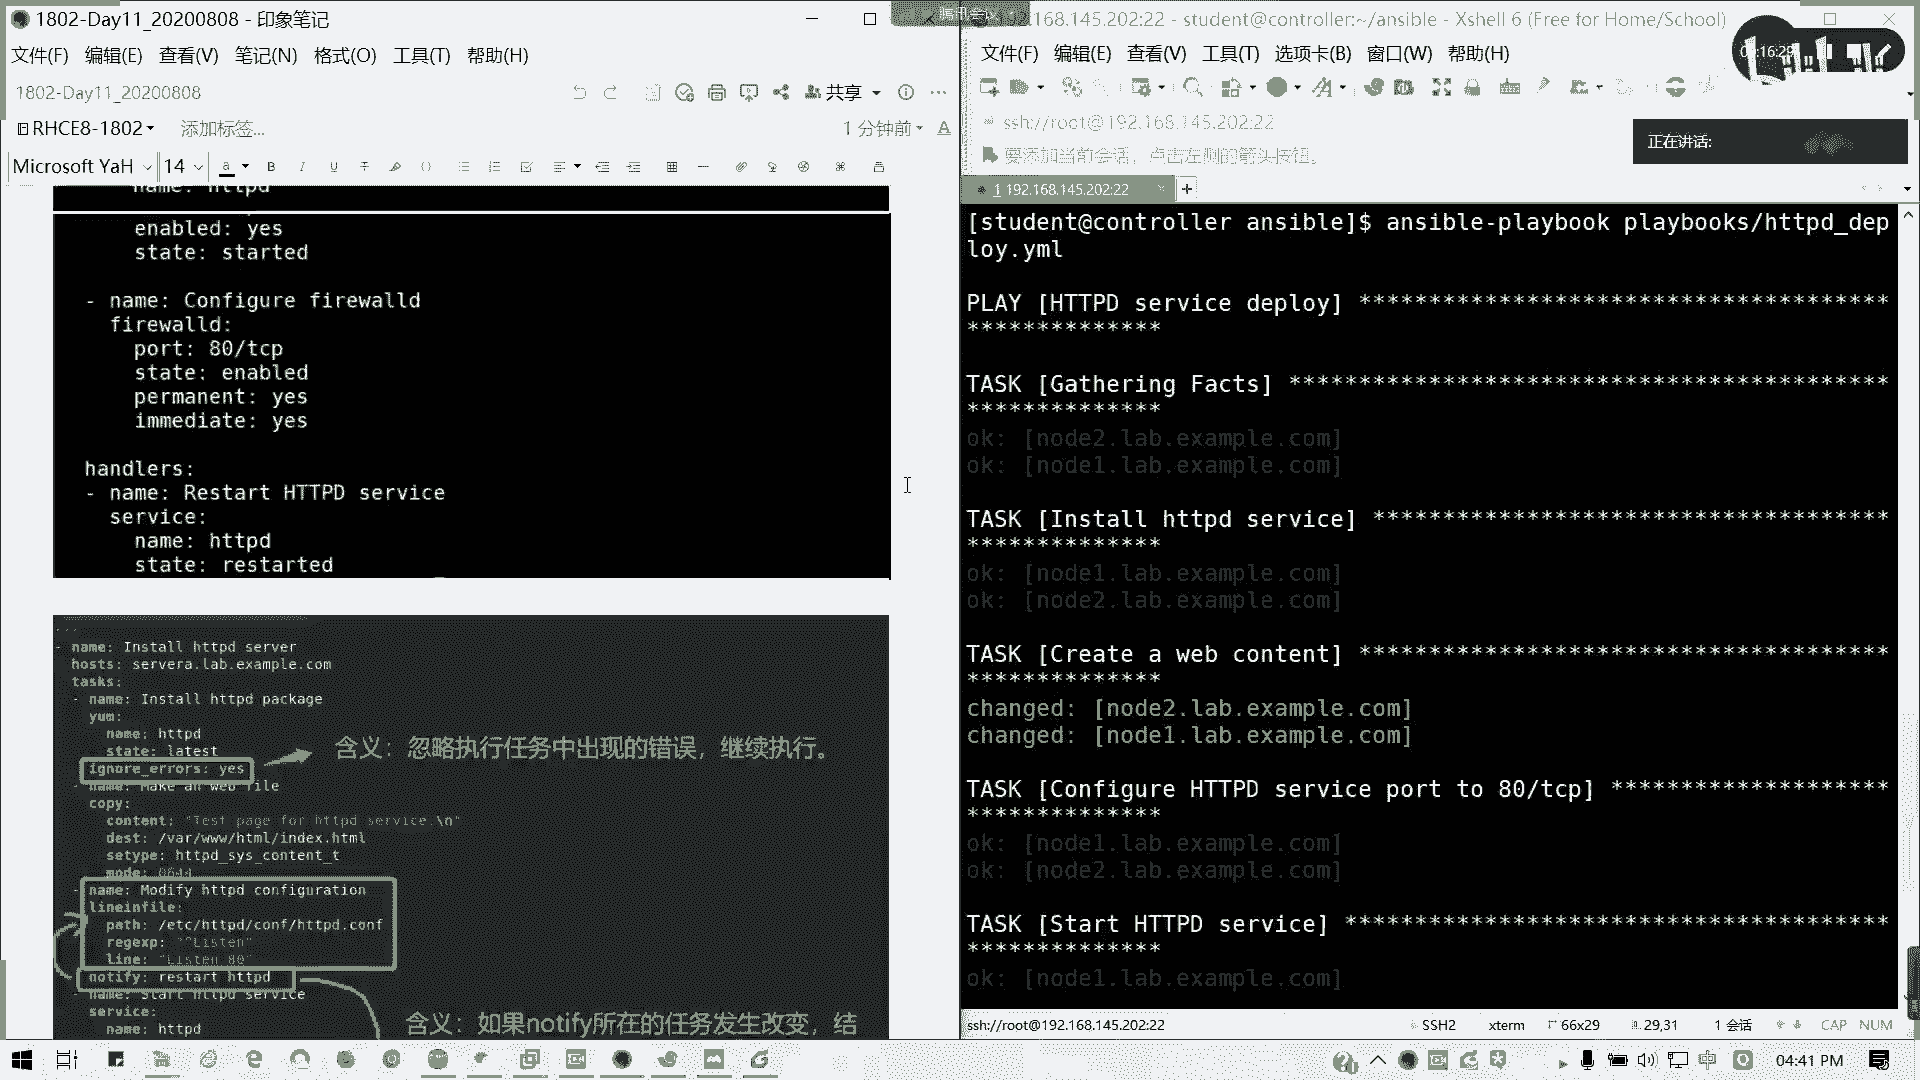 1802-Day11_20200808 - 印象笔记
文件(F) 编辑(E) 查看(V) 笔记(N) 格式(O) 工具(T) 帮助(H)
1802-Day11_20200808
共享
RHCE8-1802
添加标签...
1 分钟前
Microsoft YaH 14
name: httpd
enabled: yes
state: started
- name: Configure firewalld
firewalld:
port: 80/tcp
state: enabled
permanent: yes
immediate: yes
handlers:
- name: Restart HTTPD service
service:
name: httpd
state: restarted
- name: Install httpd server
hosts: servera.lab.example.com
tasks:
- name: Install httpd package
yum:
name: httpd
state: latest
ignore_errors: yes
含义：忽略执行任务中出现的错误，继续执行。
- name: Make an web file
copy:
content: "Test page for httpd service.\n"
dest: /var/www/html/index.html
setype: httpd_sys_content_t
mode: 0644
- name: Modify httpd configuration
lineinfile:
path: /etc/httpd/conf/httpd.conf
regexp: "^Listen"
line: "Listen 80"
notify: restart httpd
- name: Start httpd service
service:
name: httpd
含义：如果notify所在的任务发生改变，结
腾讯会议
.168.145.202:22 - student@controller:~/ansible - Xshell 6 (Free for Home/School)
16:29
文件(F) 编辑(E) 查看(V) 工具(T) 选项卡(B) 窗口(W) 帮助(H)
ssh://root@192.168.145.202:22
要添加当前会话，点击左侧的箭头按钮。
正在讲话:
1 192.168.145.202:22
[student@controller ansible]$ ansible-playbook playbooks/httpd_dep
loy.yml
PLAY [HTTPD service deploy] *************************************
**************
TASK [Gathering Facts] ******************************************
**************
ok: [node2.lab.example.com]
ok: [node1.lab.example.com]
TASK [Install httpd service] ************************************
**************
ok: [node1.lab.example.com]
ok: [node2.lab.example.com]
TASK [Create a web content] *************************************
**************
changed: [node2.lab.example.com]
changed: [node1.lab.example.com]
TASK [Configure HTTPD service port to 80/tcp] *******************
**************
ok: [node1.lab.example.com]
ok: [node2.lab.example.com]
TASK [Start HTTPD service] **************************************
**************
ok: [node1.lab.example.com]
ssh://root@192.168.145.202:22
SSH2 xterm 66x29 29,31 1 会话 CAP NUM
中
04:41 PM